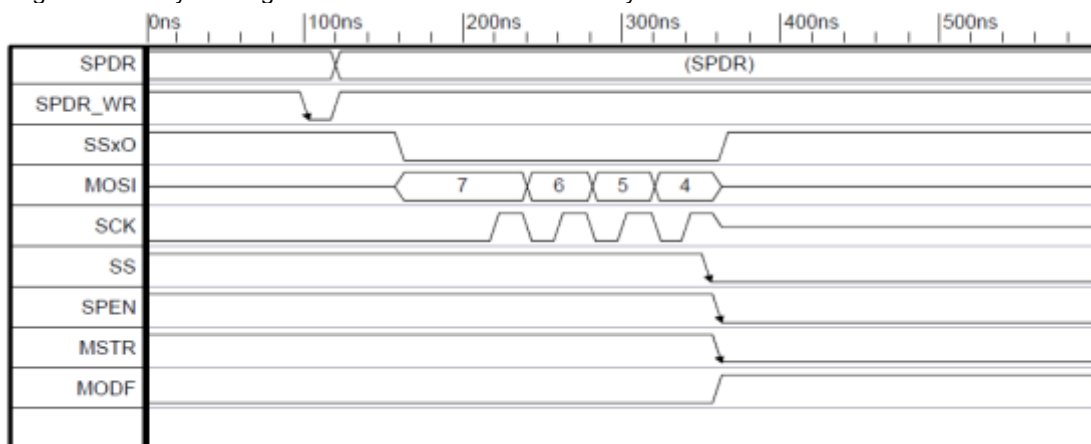 0ns 100ns 200ns 300ns 400ns 500ns
SPDR (SPDR)
SPDR_WR
SSxO
MOSI 7 6 5 4
SCK
SS
SPEN
MSTR
MODF